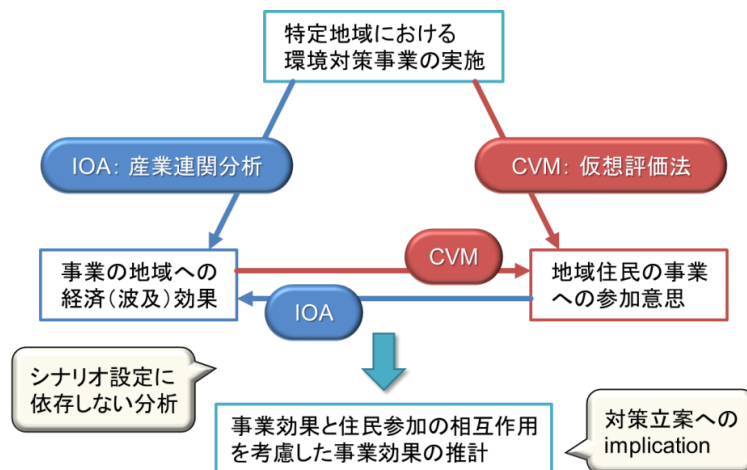 特定地域における
環境対策事業の実施
IOA: 産業連関分析
CVM: 仮想評価法
CVM
事業の地域への
経済(波及)効果
地域住民の事業
への参加意思
IOA
シナリオ設定に
依存しない分析
事業効果と住民参加の相互作用
を考慮した事業効果の推計
対策立案への
implication